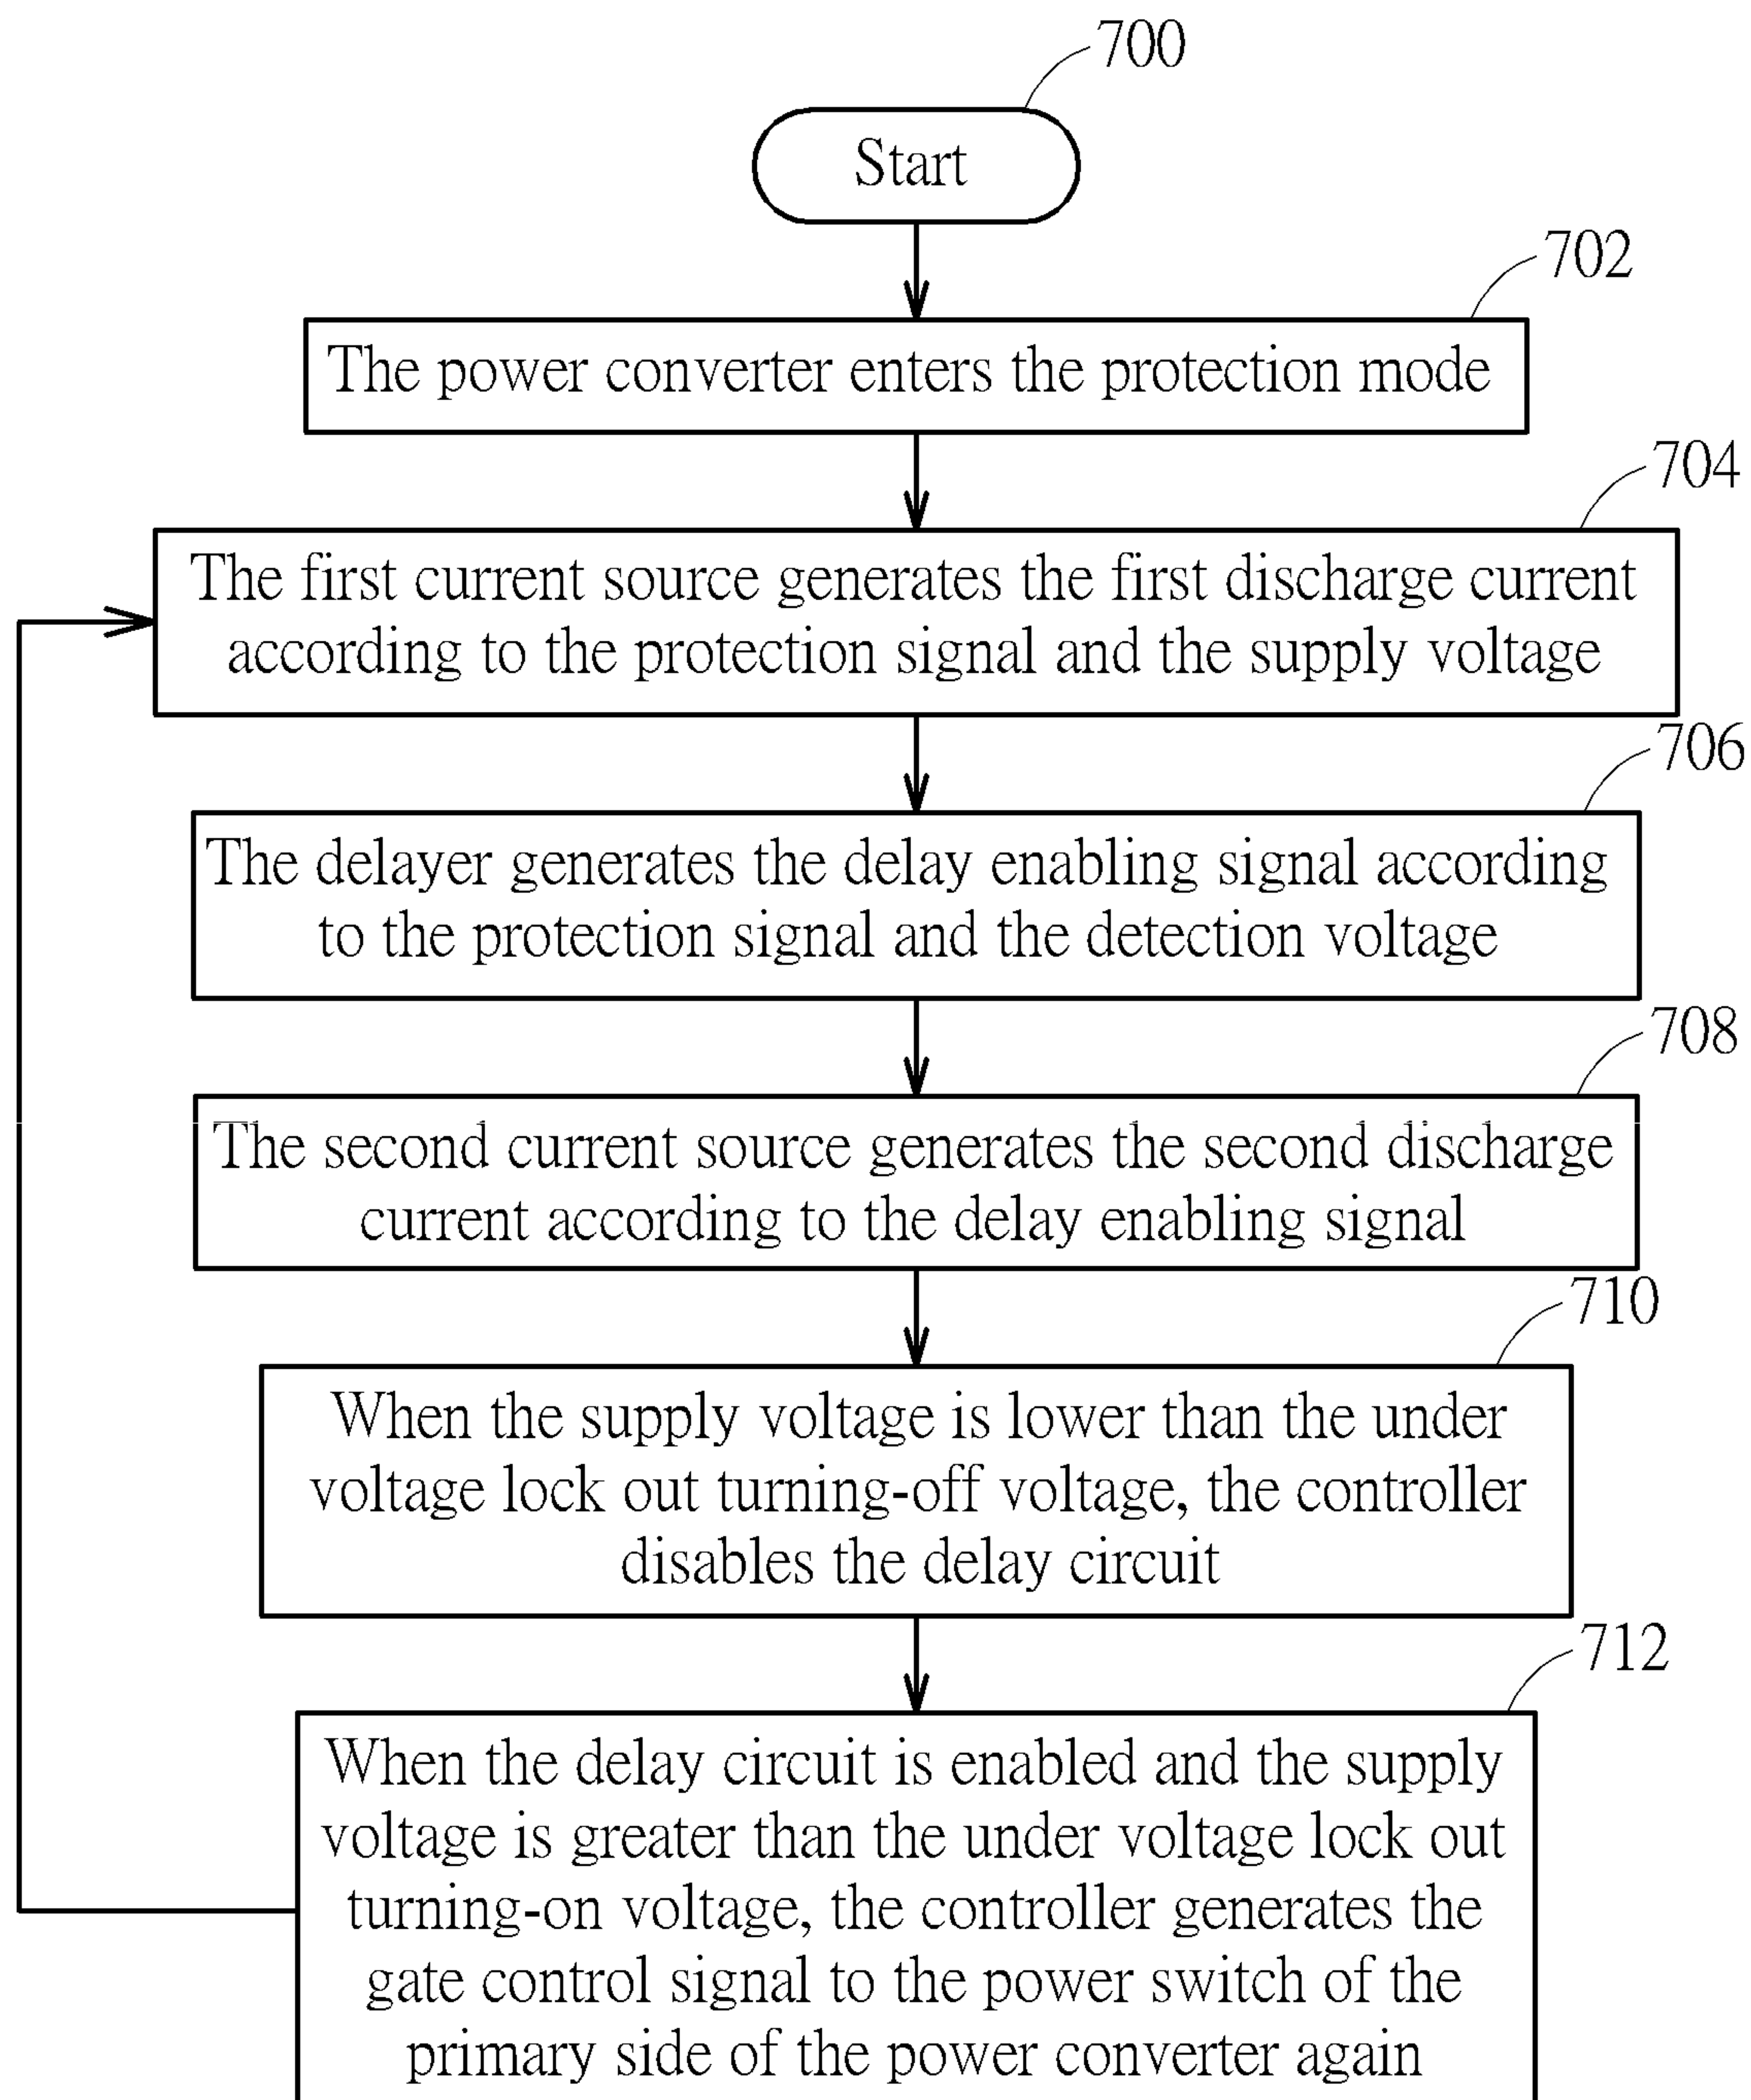 700
Start
702
The power converter enters the protection mode
704
The first current source generates the first discharge current
according to the protection signal and the supply voltage
706
The delayer generates the delay enabling signal according
to the protection signal and the detection voltage
708
The second current source generates the second discharge
current according to the delay enabling signal
710
When the supply voltage is lower than the under
voltage lock out turning-off voltage, the controller
disables the delay circuit
712
When the delay circuit is enabled and the supply
voltage is greater than the under voltage lock out
turning-on voltage, the controller generates the
gate control signal to the power switch of the
primary side of the power converter again